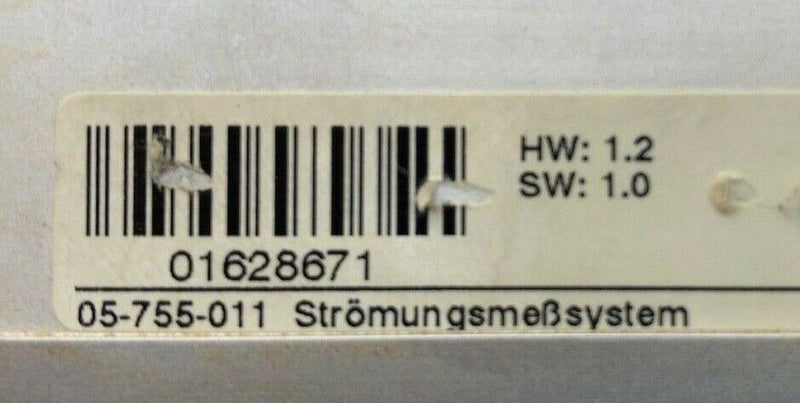 HW: 1.2
SW: 1.0
01628671
05-755-011 Strömungsmeßsystem